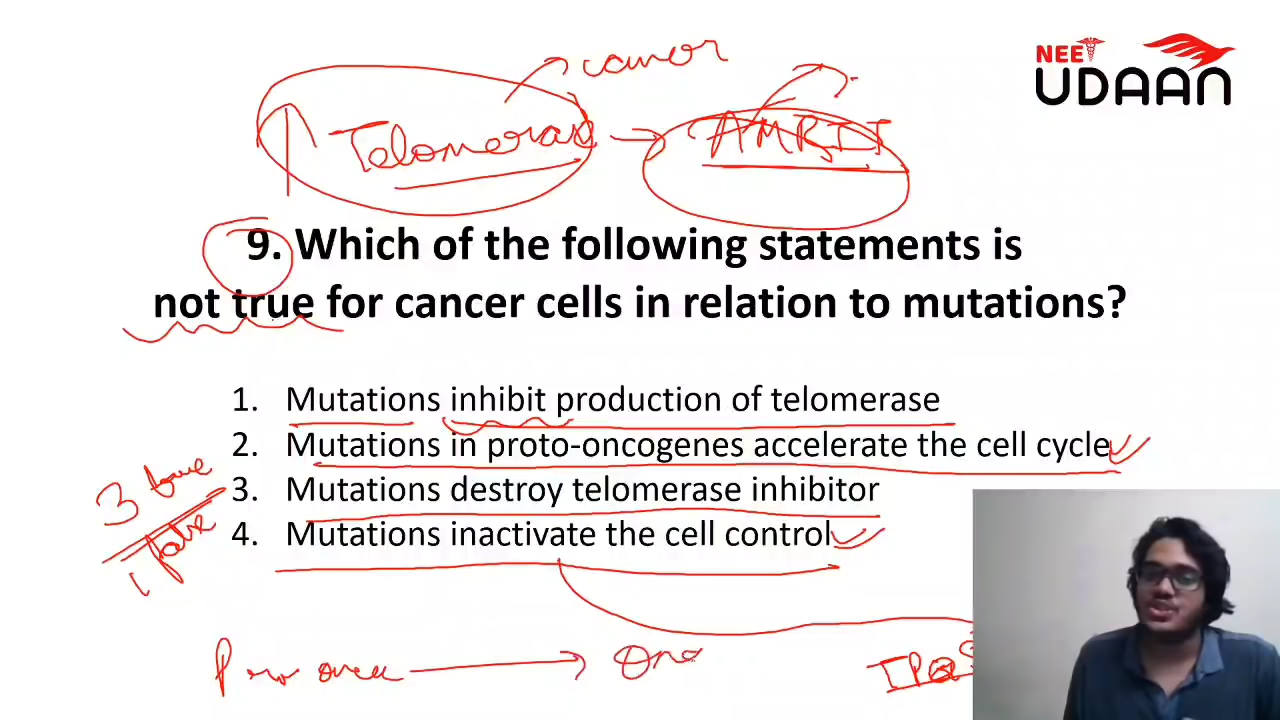 NEET
UDAAN
cancer
Telomerase
9. Which of the following statements is
not true for cancer cells in relation to mutations?
1. Mutations inhibit production of telomerase
2. Mutations in proto-oncogenes accelerate the cell cycle
3. Mutations destroy telomerase inhibitor
4. Mutations inactivate the cell control
3 true
1 false